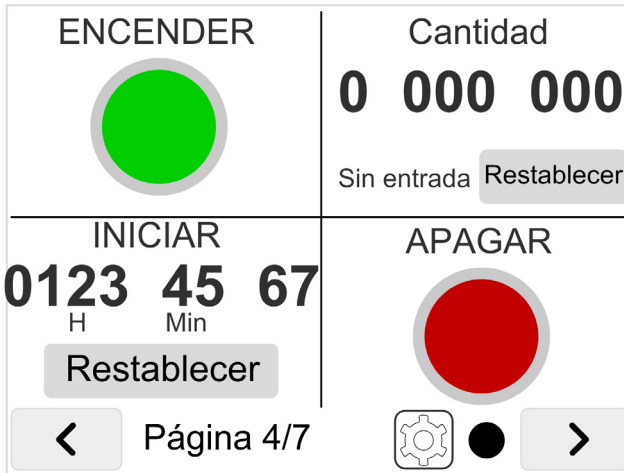 ENCENDER
Cantidad
0 000 000
Sin entrada Restablecer
INICIAR
0123 45 67
H Min
Restablecer
APAGAR
Página 4/7